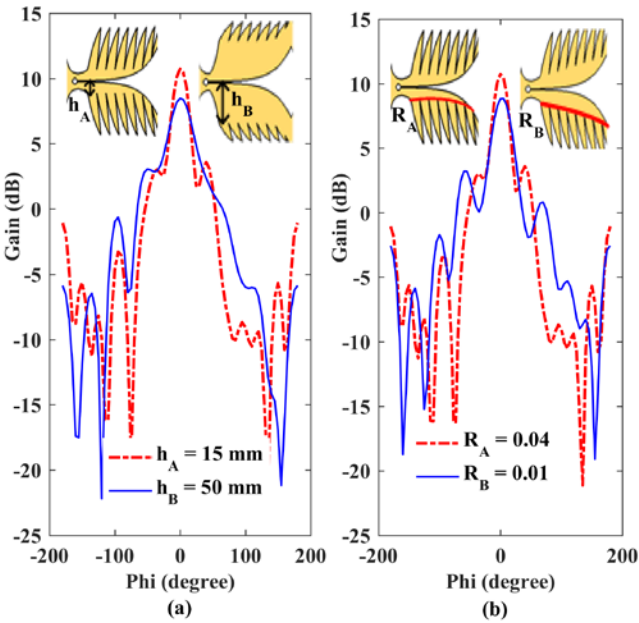 15
10
5
0
-5
-10
-15
-20
-25
Gain (dB)
-200
-100
0
100
200
Phi (degree)
(a)
h_A
h_B
h_A = 15 mm
h_B = 50 mm
15
10
5
0
-5
-10
-15
-20
-25
Gain (dB)
-200
0
200
Phi (degree)
(b)
R_A
R_B
R_A = 0.04
R_B = 0.01